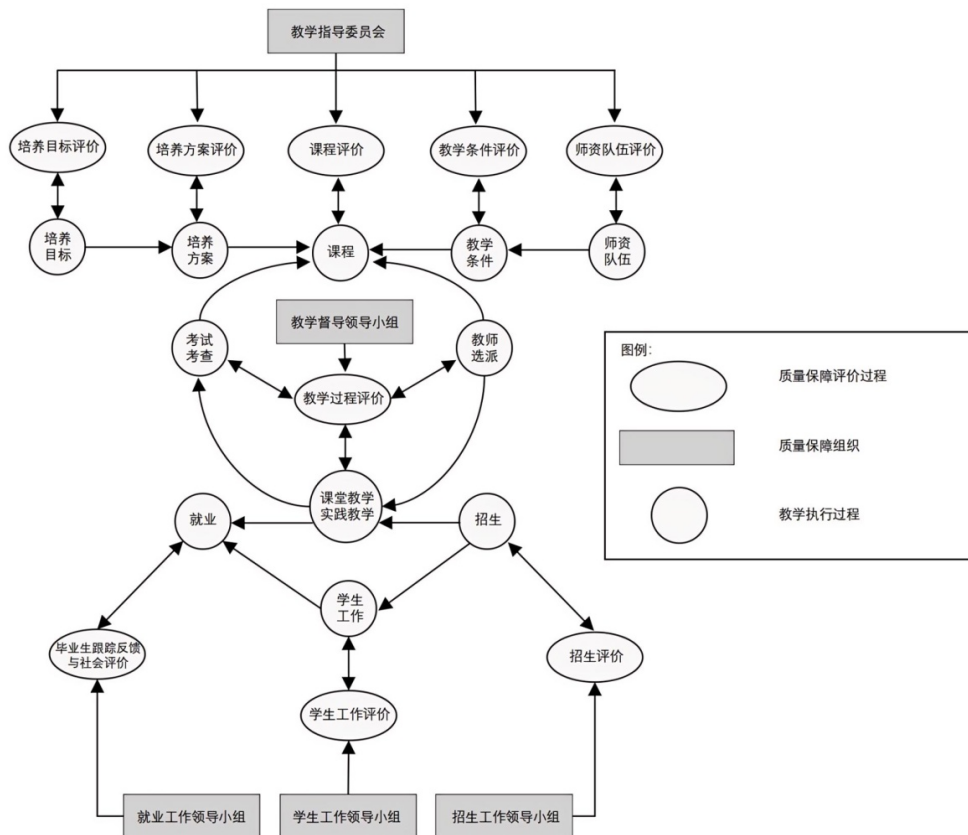 教学指导委员会
培养目标评价
培养方案评价
课程评价
教学条件评价
师资队伍评价
培养
目标
培养
方案
课程
教学
条件
师资
队伍
教学督导领导小组
考试
考查
教师
选派
教学过程评价
课堂教学
实践教学
就业
招生
学生
工作
毕业生跟踪反馈
与社会评价
招生评价
学生工作评价
就业工作领导小组
学生工作领导小组
招生工作领导小组
图例：
质量保障评价过程
质量保障组织
教学执行过程